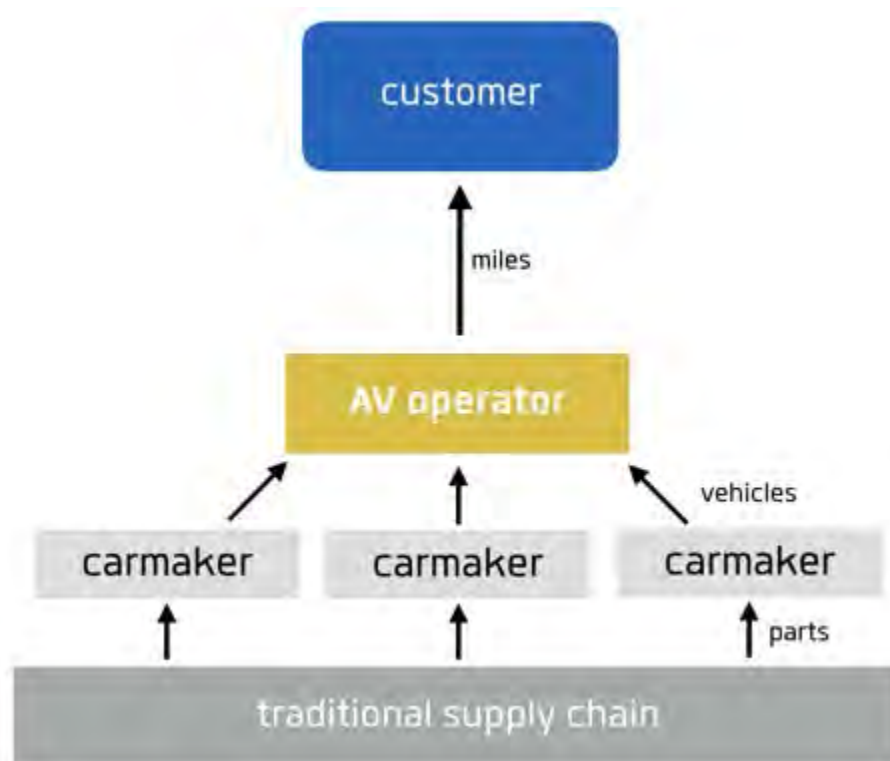 customer
miles
AV operator
vehicles
carmaker carmaker carmaker
parts
traditional supply chain